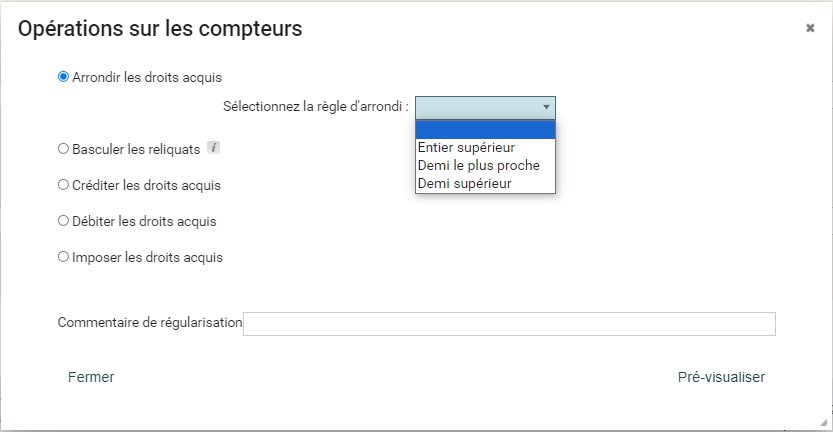 Opérations sur les compteurs
Arrondir les droits acquis
Sélectionnez la règle d'arrondi :
Entier supérieur
Demi le plus proche
Demi supérieur
Basculer les reliquats i
Créditer les droits acquis
Débiter les droits acquis
Imposer les droits acquis
Commentaire de régularisation
Fermer
Pré-visualiser